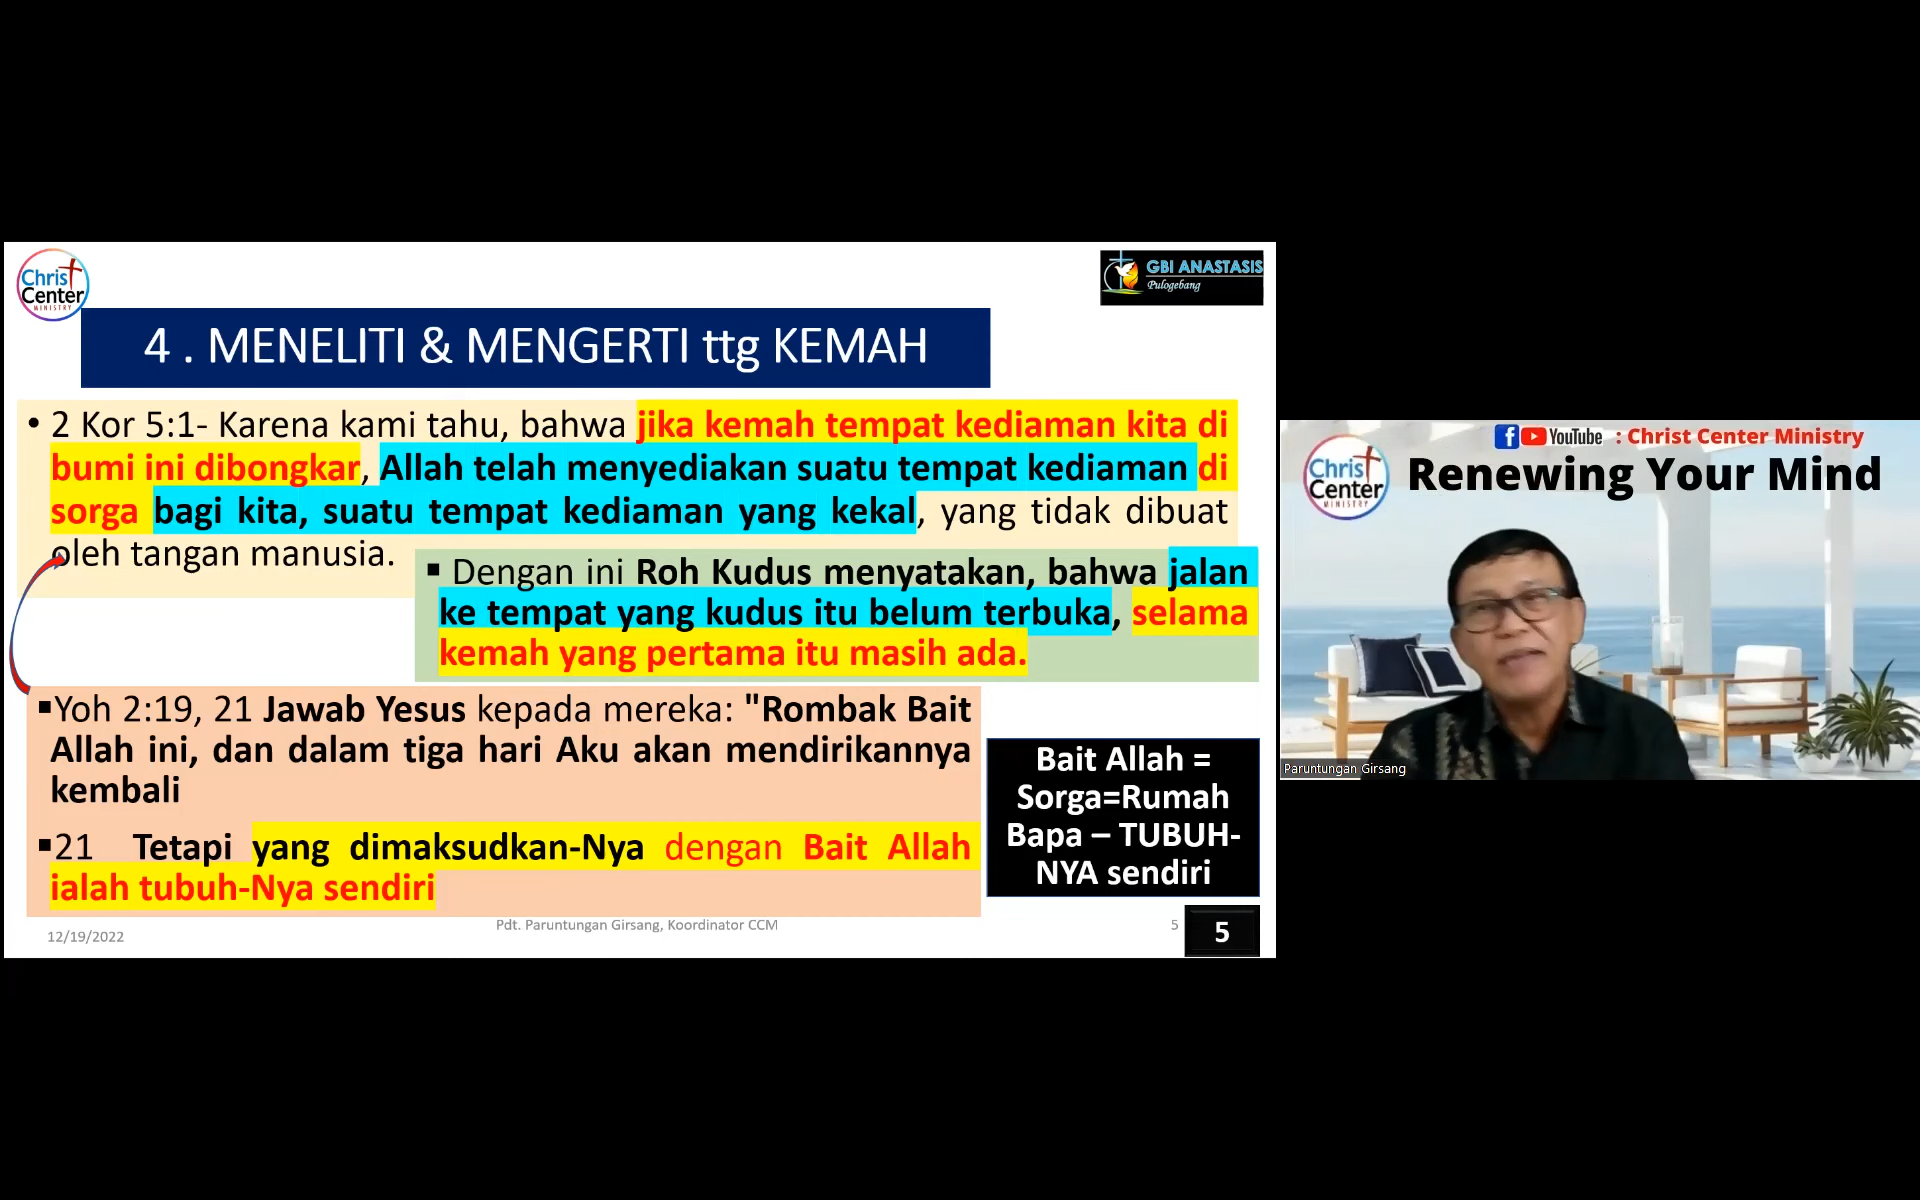 Christ
Center
MINISTRY
GBI ANASTASIS
Pulogebang
4 . MENELITI & MENGERTI ttg KEMAH
• 2 Kor 5:1- Karena kami tahu, bahwa jika kemah tempat kediaman kita di
bumi ini dibongkar, Allah telah menyediakan suatu tempat kediaman di
sorga bagi kita, suatu tempat kediaman yang kekal, yang tidak dibuat
oleh tangan manusia.
▪ Dengan ini Roh Kudus menyatakan, bahwa jalan
ke tempat yang kudus itu belum terbuka, selama
kemah yang pertama itu masih ada.
▪Yoh 2:19, 21 Jawab Yesus kepada mereka: "Rombak Bait
Allah ini, dan dalam tiga hari Aku akan mendirikannya
kembali
▪21 Tetapi yang dimaksudkan-Nya dengan Bait Allah
ialah tubuh-Nya sendiri
Bait Allah =
Sorga=Rumah
Bapa – TUBUH-
NYA sendiri
12/19/2022
Pdt. Paruntungan Girsang, Koordinator CCM
5
5
YouTube : Christ Center Ministry
Christ
Center
MINISTRY
Renewing Your Mind
Paruntungan Girsang